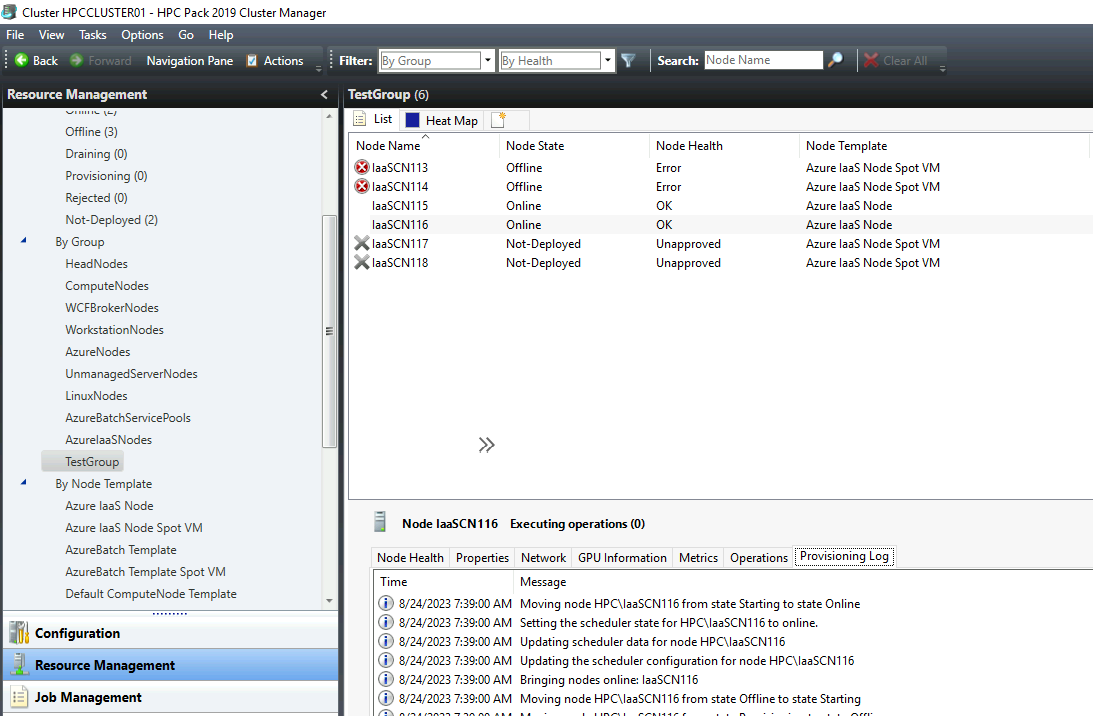 Cluster HPCCLUSTER01 - HPC Pack 2019 Cluster Manager
File View Tasks Options Go Help
Back Forward Navigation Pane Actions Filter: By Group By Health Search: Node Name Clear All
Resource Management
Online (2)
Offline (3)
Draining (0)
Provisioning (0)
Rejected (0)
Not-Deployed (2)
By Group
HeadNodes
ComputeNodes
WCFBrokerNodes
WorkstationNodes
AzureNodes
UnmanagedServerNodes
LinuxNodes
AzureBatchServicePools
AzureIaaSNodes
TestGroup
By Node Template
Azure IaaS Node
Azure IaaS Node Spot VM
AzureBatch Template
AzureBatch Template Spot VM
Default ComputeNode Template
Configuration
Resource Management
Job Management
TestGroup (6)
List Heat Map
Node Name Node State Node Health Node Template
IaaSCN113 Offline Error Azure IaaS Node Spot VM
IaaSCN114 Offline Error Azure IaaS Node Spot VM
IaaSCN115 Online OK Azure IaaS Node
IaaSCN116 Online OK Azure IaaS Node
IaaSCN117 Not-Deployed Unapproved Azure IaaS Node Spot VM
IaaSCN118 Not-Deployed Unapproved Azure IaaS Node Spot VM
Node IaaSCN116 Executing operations (0)
Node Health Properties Network GPU Information Metrics Operations Provisioning Log
Time Message
8/24/2023 7:39:00 AM Moving node HPC\IaaSCN116 from state Starting to state Online
8/24/2023 7:39:00 AM Setting the scheduler state for HPC\IaaSCN116 to online.
8/24/2023 7:39:00 AM Updating scheduler data for node HPC\IaaSCN116
8/24/2023 7:39:00 AM Updating the scheduler configuration for node HPC\IaaSCN116
8/24/2023 7:39:00 AM Bringing nodes online: IaaSCN116
8/24/2023 7:39:00 AM Moving node HPC\IaaSCN116 from state Offline to state Starting